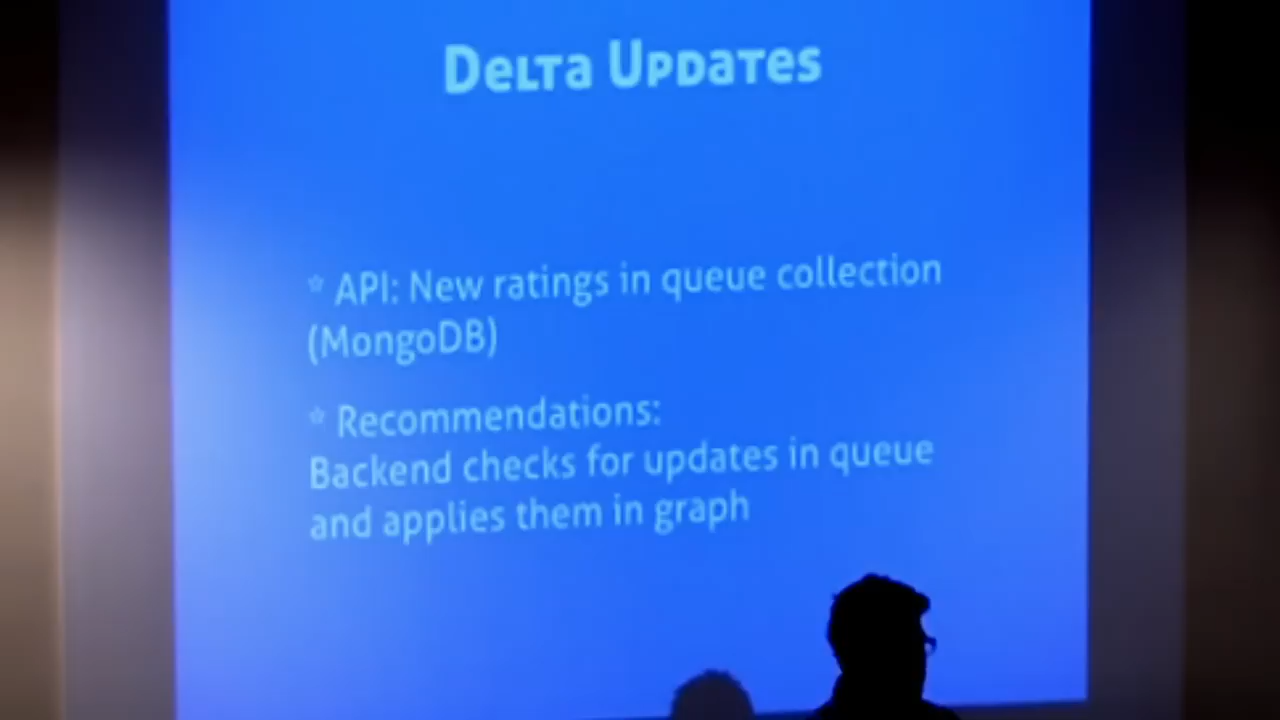 Delta Updates
* API: New ratings in queue collection
(MongoDB)
* Recommendations:
Backend checks for updates in queue
and applies them in graph